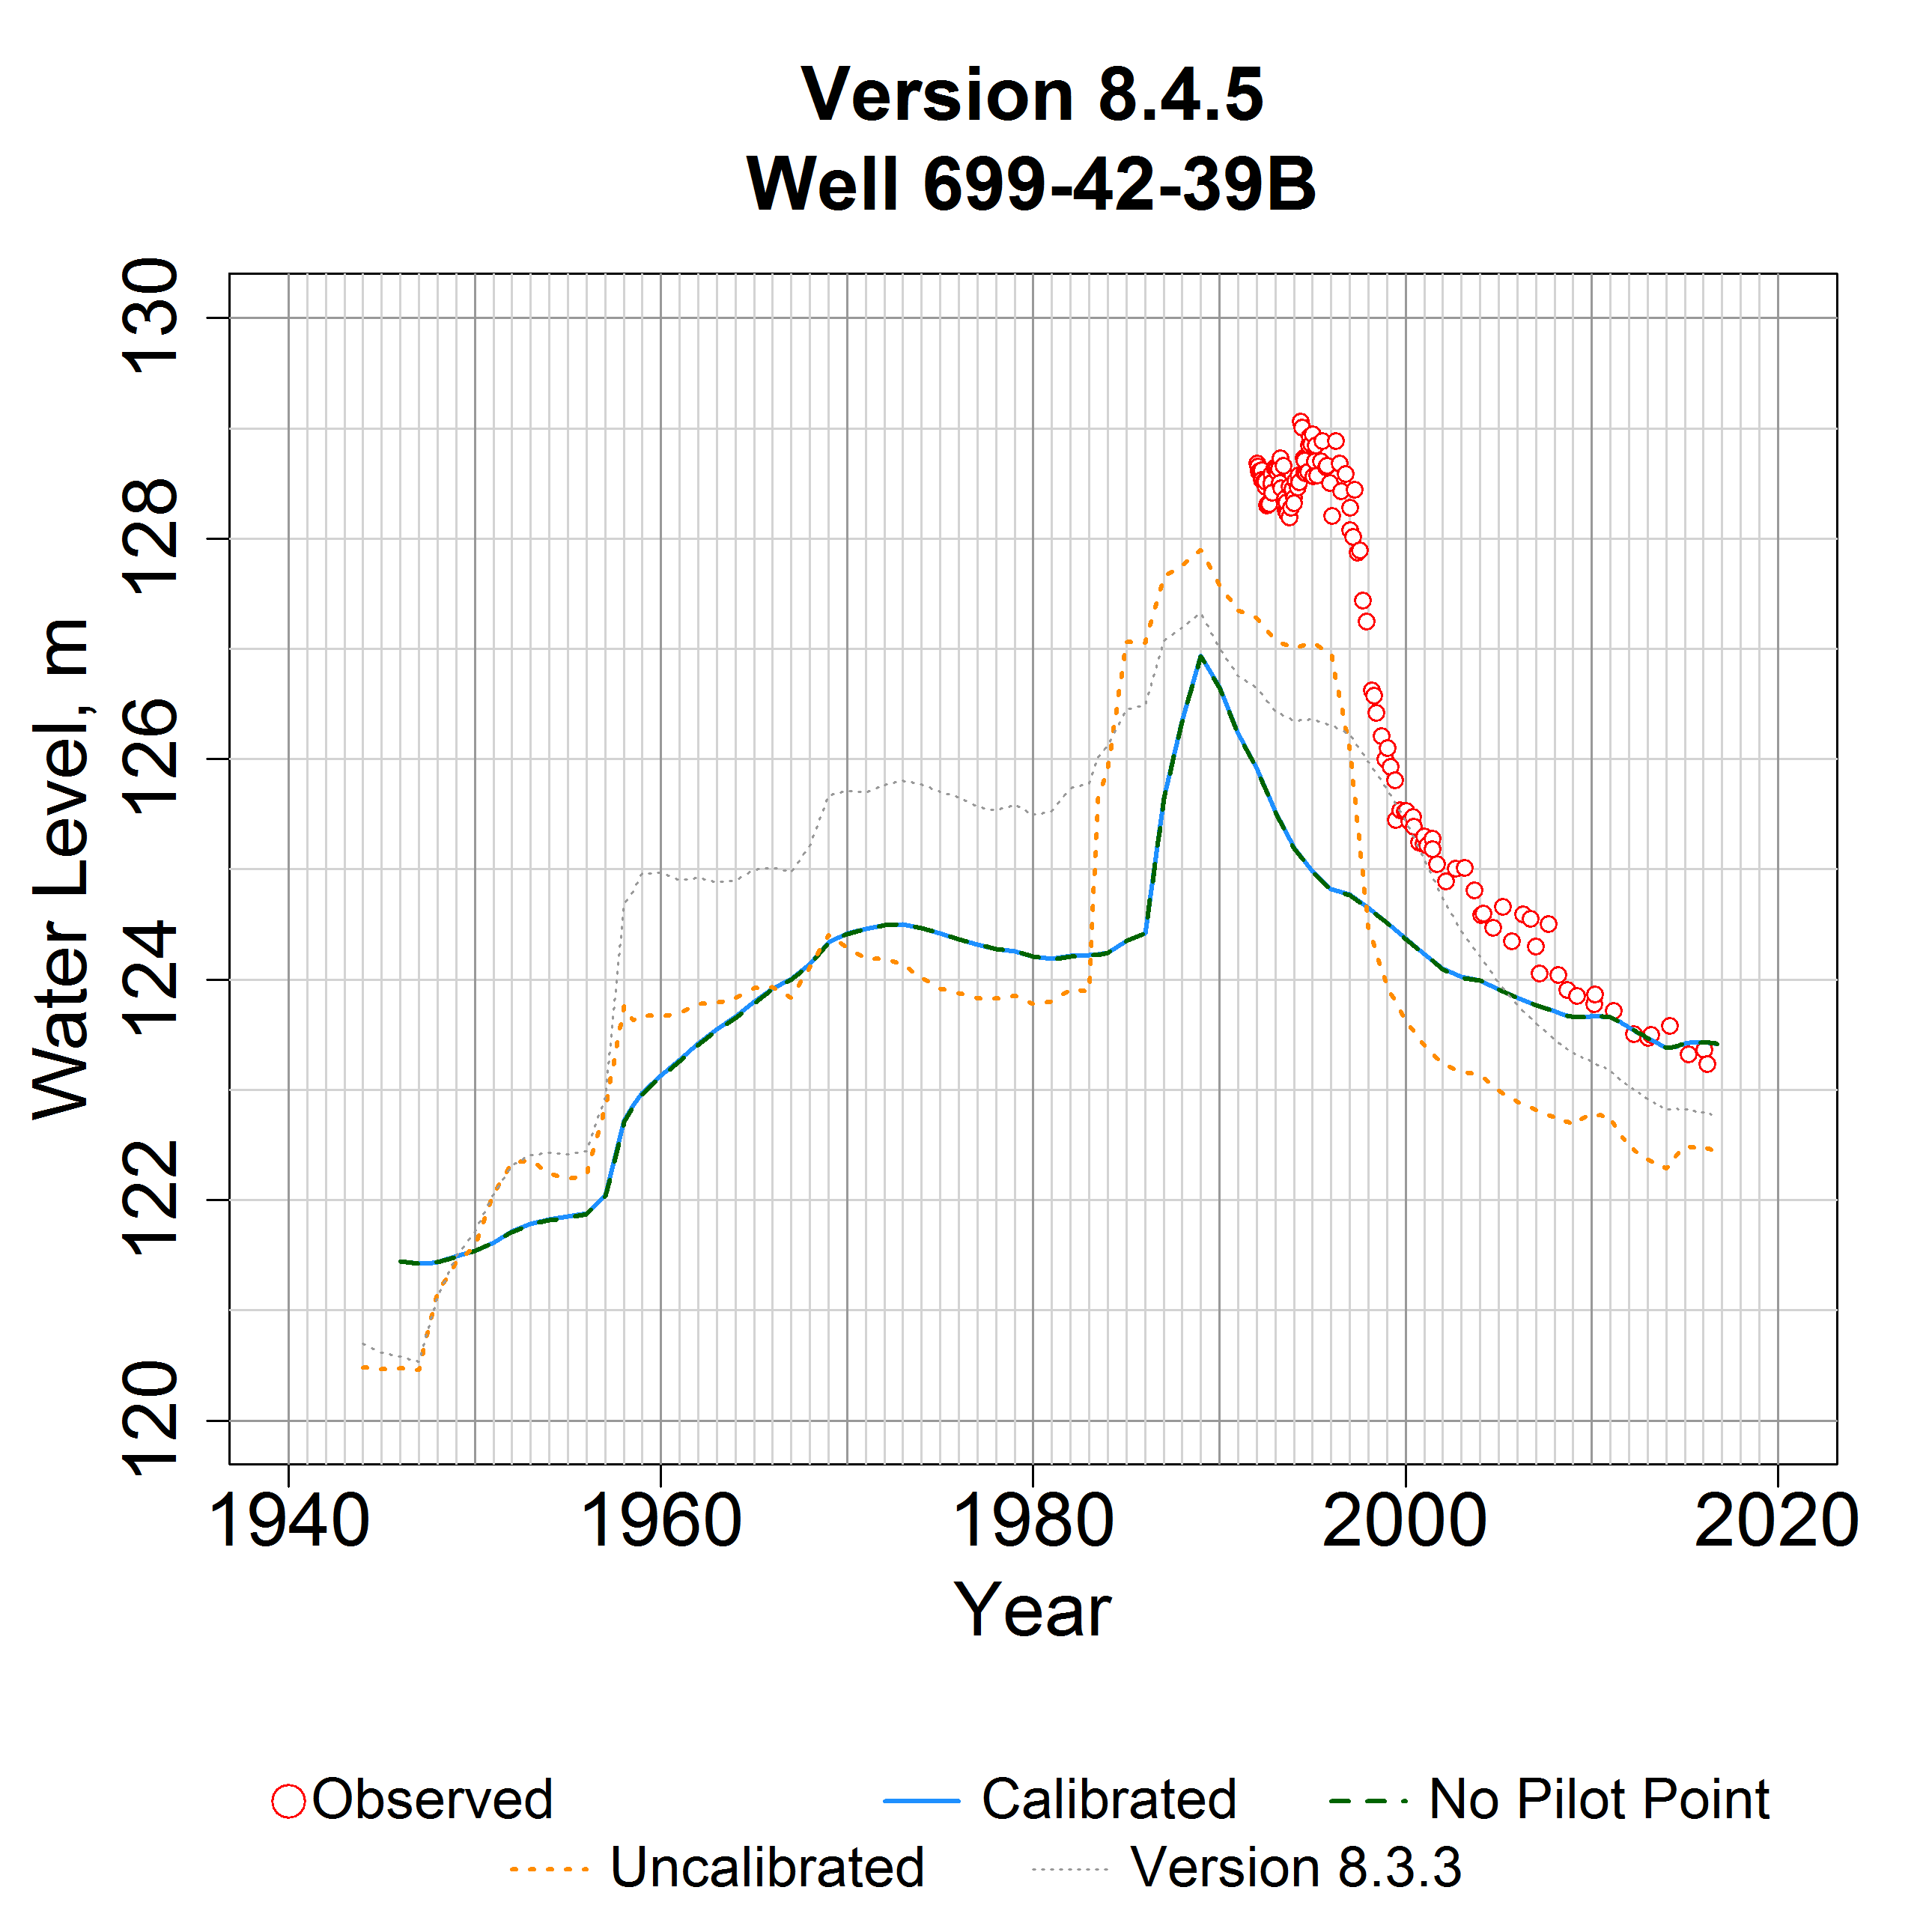 Version 8.4.5
Well 699-42-39B
Water Level, m
130
128
126
124
122
120
1940 1960 1980 2000 2020
Year
Observed Calibrated No Pilot Point
Uncalibrated Version 8.3.3